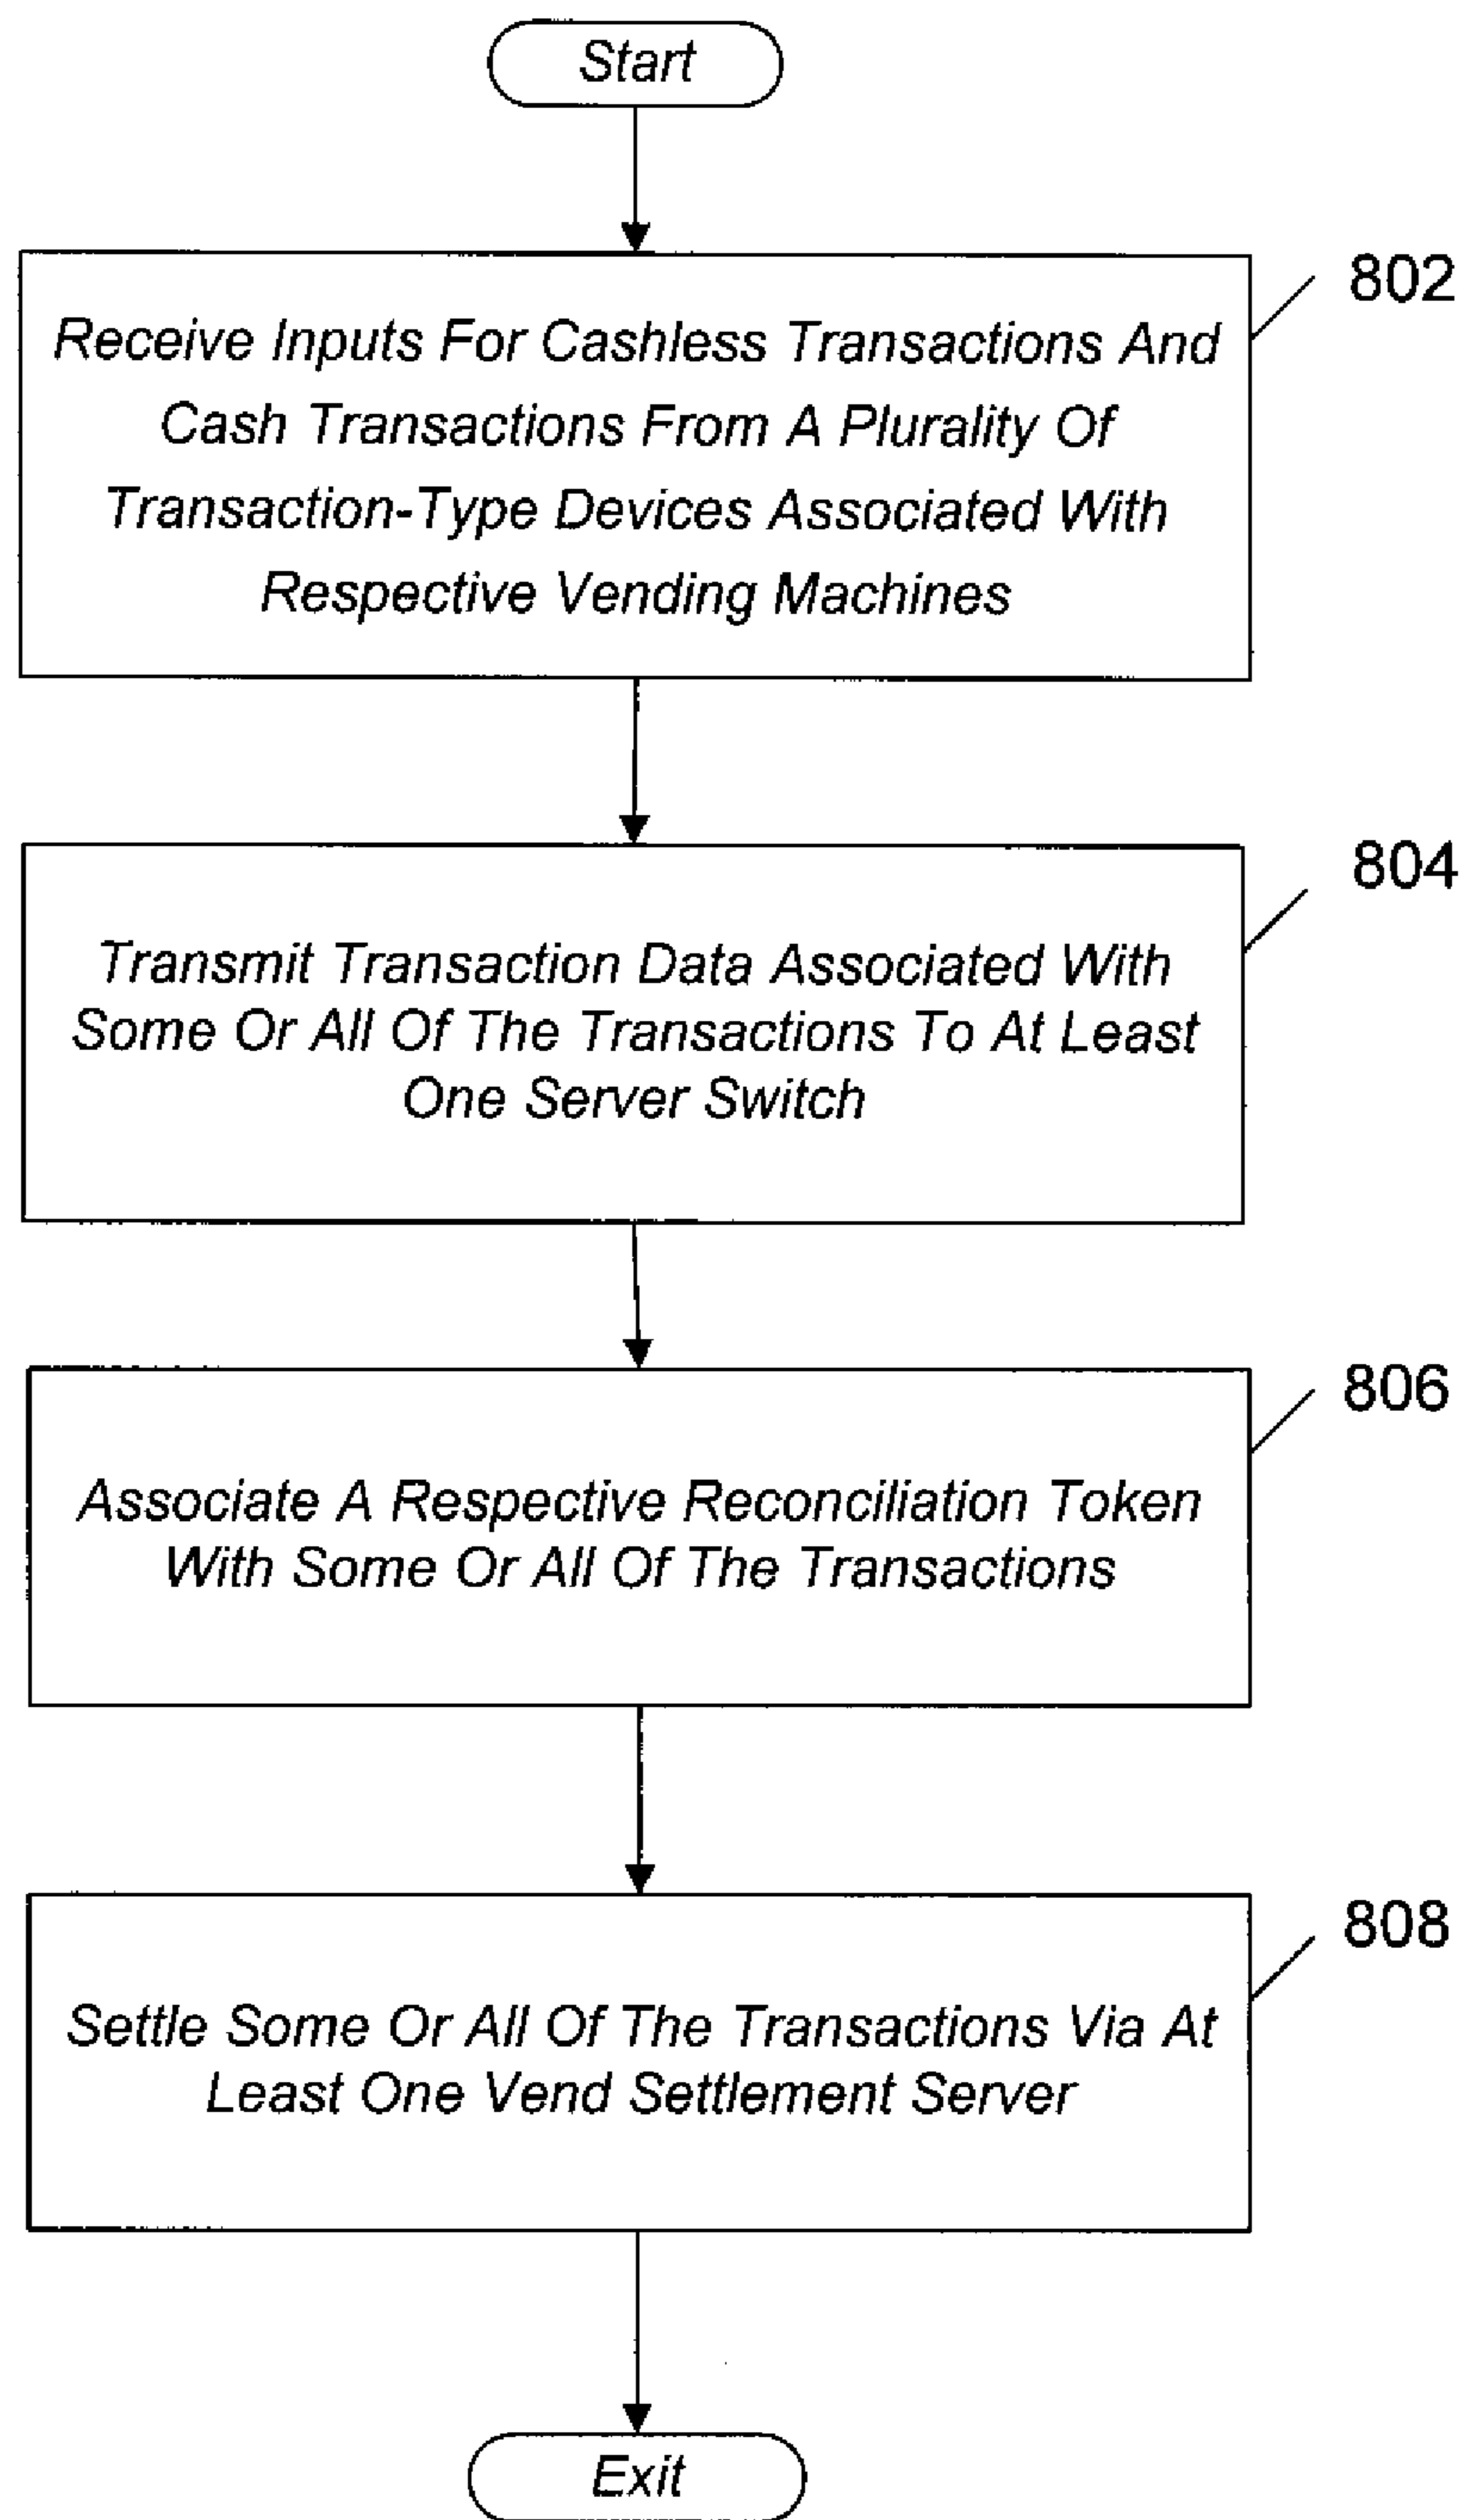 Start
802
Receive Inputs For Cashless Transactions And
Cash Transactions From A Plurality Of
Transaction-Type Devices Associated With
Respective Vending Machines
804
Transmit Transaction Data Associated With
Some Or All Of The Transactions To At Least
One Server Switch
806
Associate A Respective Reconciliation Token
With Some Or All Of The Transactions
808
Settle Some Or All Of The Transactions Via At
Least One Vend Settlement Server
Exit